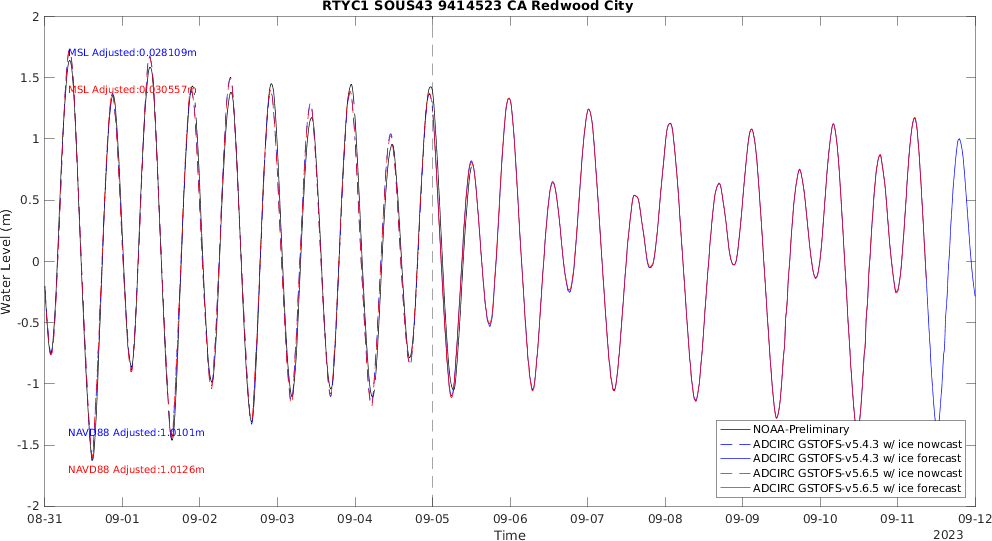 RTYC1 SOUS43 9414523 CA Redwood City
2
1.5
1
0.5
0
-0.5
-1
-1.5
-2
Water Level (m)
MSL Adjusted:0.028109m
MSL Adjusted:0.030557m
NAVD88 Adjusted:1.0101m
NAVD88 Adjusted:1.0126m
NOAA-Preliminary
ADCIRC GSTOFS-v5.4.3 w/ ice nowcast
ADCIRC GSTOFS-v5.4.3 w/ ice forecast
ADCIRC GSTOFS-v5.6.5 w/ ice nowcast
ADCIRC GSTOFS-v5.6.5 w/ ice forecast
08-31 09-01 09-02 09-03 09-04 09-05 09-06 09-07 09-08 09-09 09-10 09-11 09-12
Time
2023